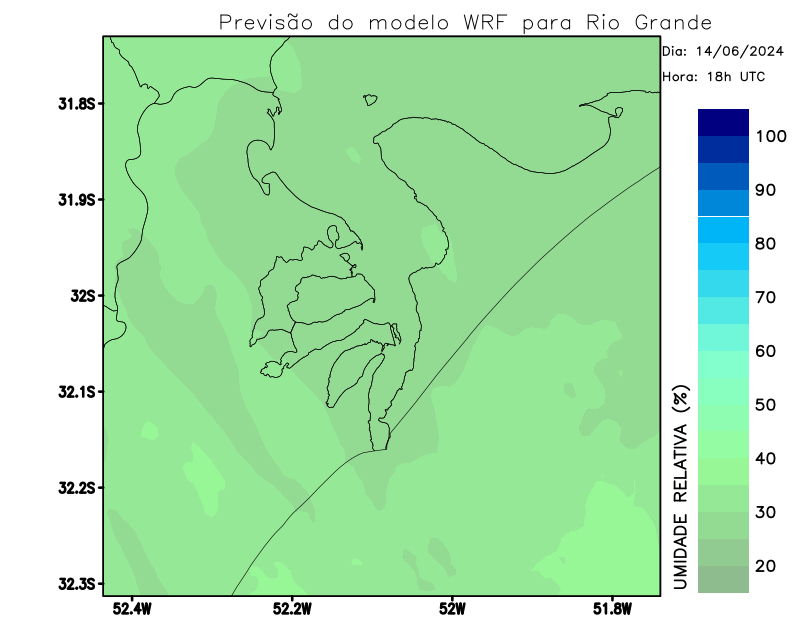 Previsão do modelo WRF para Rio Grande
Dia: 14/06/2024
Hora: 18h UTC
31.8S
31.9S
32S
32.1S
32.2S
32.3S
52.4W
52.2W
52W
51.8W
UMIDADE RELATIVA (%)
100
90
80
70
60
50
40
30
20